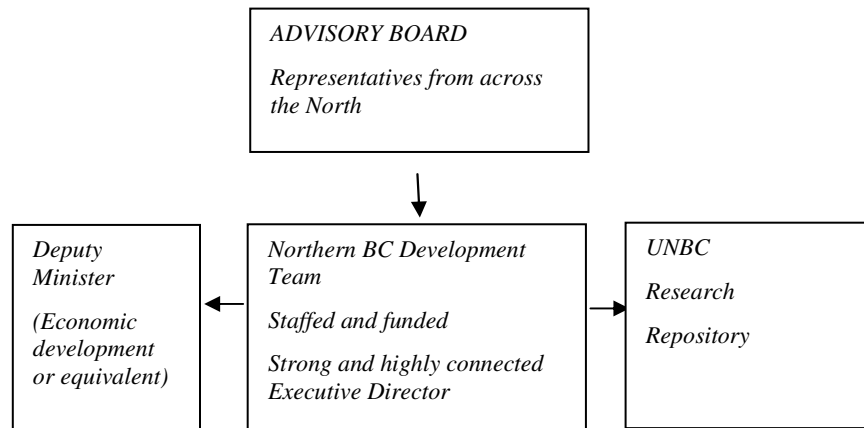 ADVISORY BOARD
Representatives from across
the North
Deputy
Minister
(Economic
development
or equivalent)
Northern BC Development
Team
Staffed and funded
Strong and highly connected
Executive Director
UNBC
Research
Repository